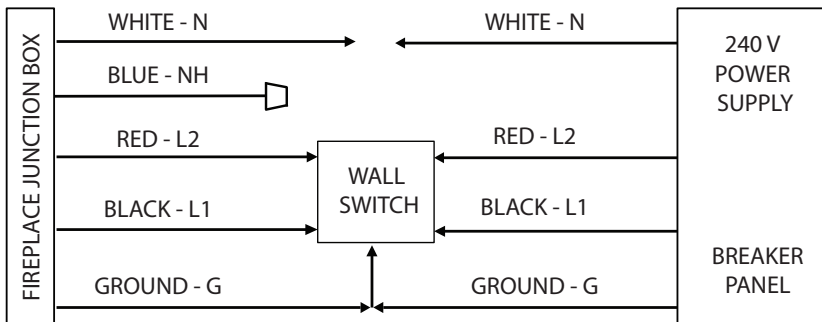 FIREPLACE JUNCTION BOX
WHITE - N
WHITE - N
240 V
POWER
SUPPLY
BLUE - NH
RED - L2
RED - L2
WALL
SWITCH
BLACK - L1
BLACK - L1
GROUND - G
GROUND - G
BREAKER
PANEL